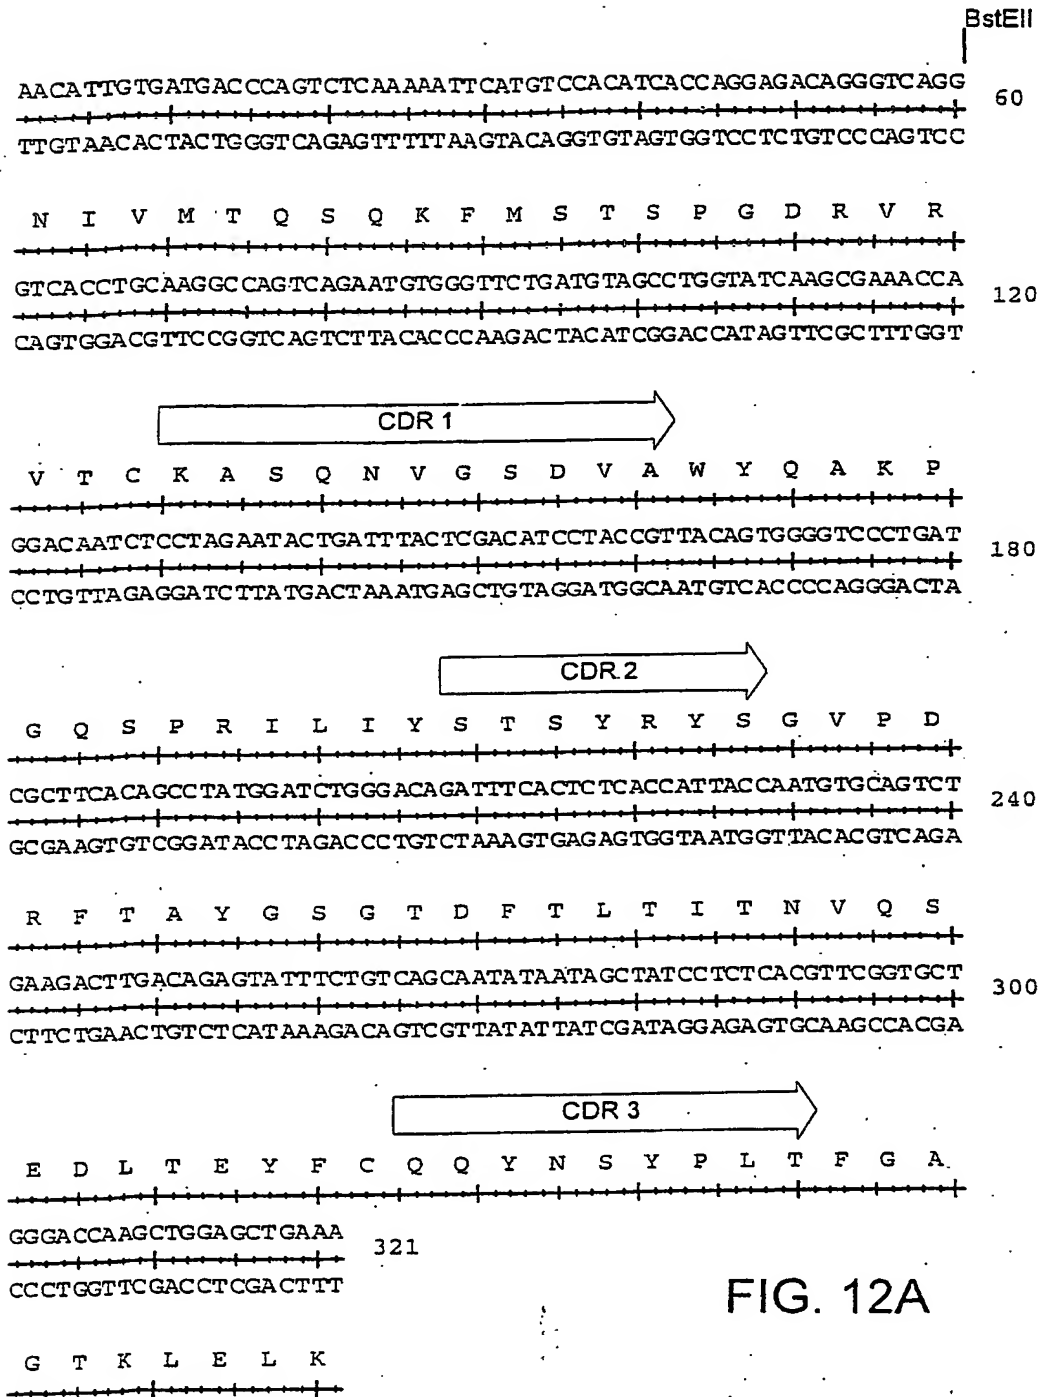 BstEII
AACATTGTGATGACCCAGTCTCAAAAATTCATGTCCACATCACCAGGAGACAGGGTCAGG
60
TTGTAACACTACTGGGTCAGAGTTTTTAAGTACAGGTGTAGTGGTCCTCTGTCCCAGTCC
N I V M T Q S Q K F M S T S P G D R V R
GTCACCTGCAAGGCCAGTCAGAATGTGGGTTCTGATGTAGCCTGGTATCAAGCGAAACCA
120
CAGTGGACGTTCCGGTCAGTCTTACACCCAAGACTACATCGGACCATAGTTCGCTTTGGT
CDR 1
V T C K A S Q N V G S D V A W Y Q A K P
GGACAATCTCCTAGAATACTGATTTACTCGACATCCTACCGTTACAGTGGGGTCCCTGAT
180
CCTGTTAGAGGATCTTATGACTAAATGAGCTGTAGGATGGCAATGTCACCCCAGGGACTA
CDR 2
G Q S P R I L I Y S T S Y R Y S G V P D
CGCTTCACAGCCTATGGATCTGGGACAGATTTCACTCTCACCATTACCAATGTGCAGTCT
240
GCGAAGTGTCGGATACCTAGACCCTGTCTAAAGTGAGAGTGGTAATGGTTACACGTCAGA
R F T A Y G S G T D F T L T I T N V Q S
GAAGACTTGACAGAGTATTTCTGTCAGCAATATAATAGCTATCCTCTCACGTTCGGTGCT
300
CTTCTGAACTGTCTCATAAAGACAGTCGTTATATTATCGATAGGAGAGTGCAAGCCACGA
CDR 3
E D L T E Y F C Q Q Y N S Y P L T F G A
GGGACCAAGCTGGAGCTGAAA
321
CCCTGGTTCGACCTCGACTTT
FIG. 12A
G T K L E L K